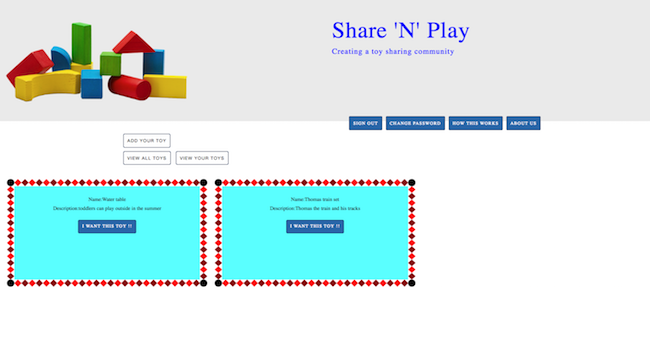 Share 'N' Play
Creating a toy sharing community
SIGN OUT CHANGE PASSWORD HOW THIS WORKS ABOUT US
ADD YOUR TOY
VIEW ALL TOYS VIEW YOUR TOYS
Name:Water table
Description:toddlers can play outside in the summer
I WANT THIS TOY !!
Name:Thomas train set
Description:Thomas the train and his tracks
I WANT THIS TOY !!